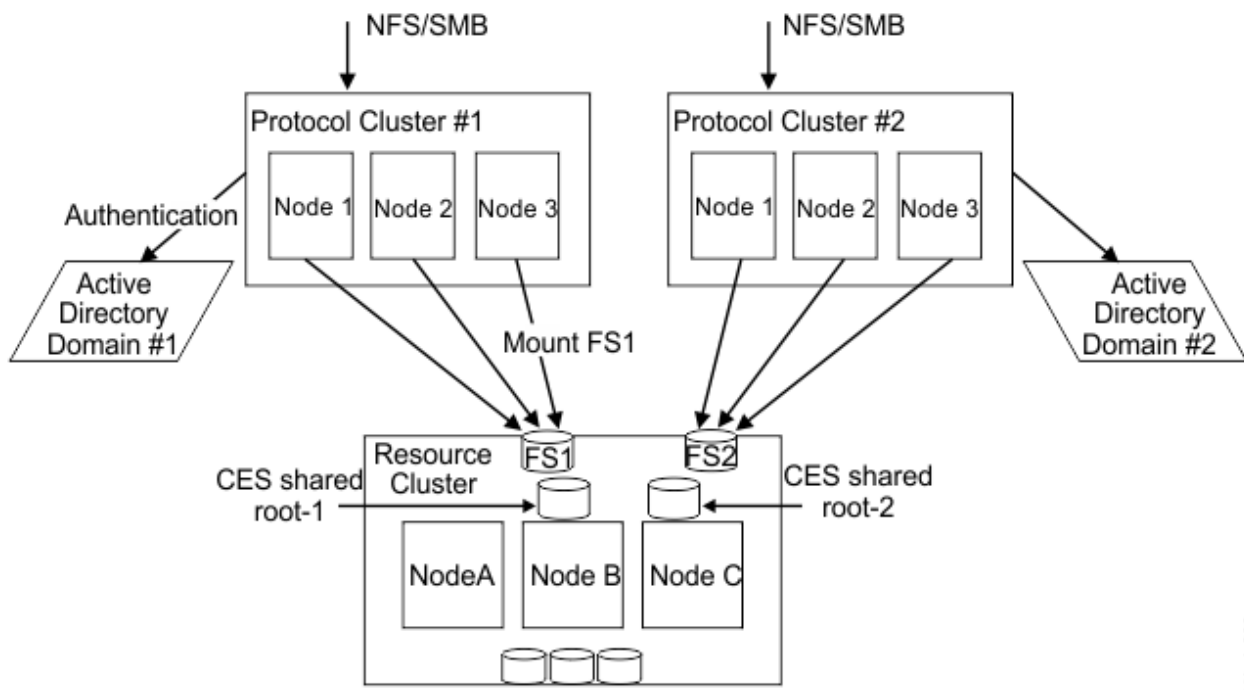 NFS/SMB
NFS/SMB
Protocol Cluster #1
Node 1
Node 2
Node 3
Protocol Cluster #2
Node 1
Node 2
Node 3
Authentication
Active
Directory
Domain #1
Active
Directory
Domain #2
Mount FS1
FS1
FS2
Resource
Cluster
CES shared
root-1
CES shared
root-2
NodeA
Node B
Node C